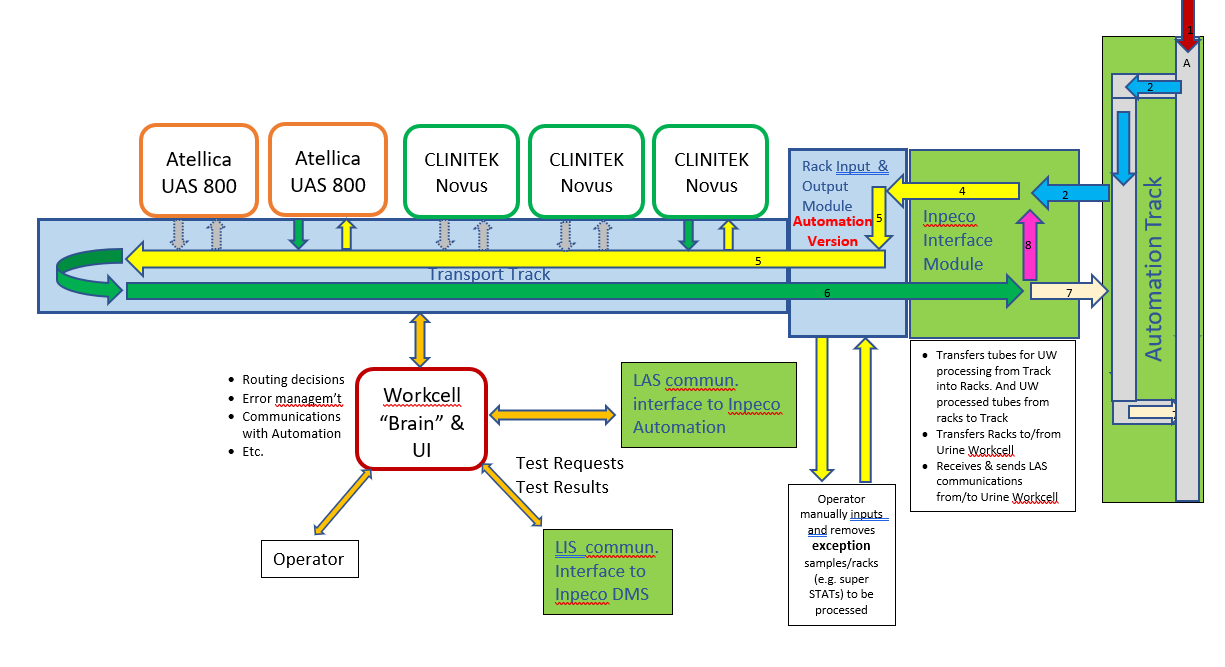 1
A
2
Atellica
UAS 800
Atellica
UAS 800
CLINITEK
Novus
CLINITEK
Novus
CLINITEK
Novus
Rack Input &
Output
Module
Automation
Version
4
5
2
Inpeco
Interface
Module
8
Automation Track
5
Transport Track
6
7
• Routing decisions
• Error managem't
• Communications
with Automation
• Etc.
Workcell
“Brain” &
UI
LAS commun.
interface to Inpeco
Automation
Test Requests
Test Results
Operator
LIS commun.
Interface to
Inpeco DMS
Operator
manually inputs
and removes
exception
samples/racks
(e.g. super
STATs) to be
processed
• Transfers tubes for UW
processing from Track
into Racks. And UW
processed tubes from
racks to Track
• Transfers Racks to/from
Urine Workcell
• Receives & sends LAS
communications
from/to Urine Workcell